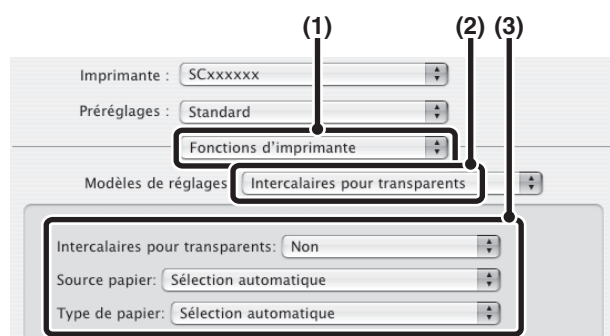 (1) (2) (3)
Imprimante : SCxxxxxx
Préréglages : Standard
Fonctions d'imprimante
Modèles de réglages Intercalaires pour transparents
Intercalaires pour transparents: Non
Source papier: Sélection automatique
Type de papier: Sélection automatique